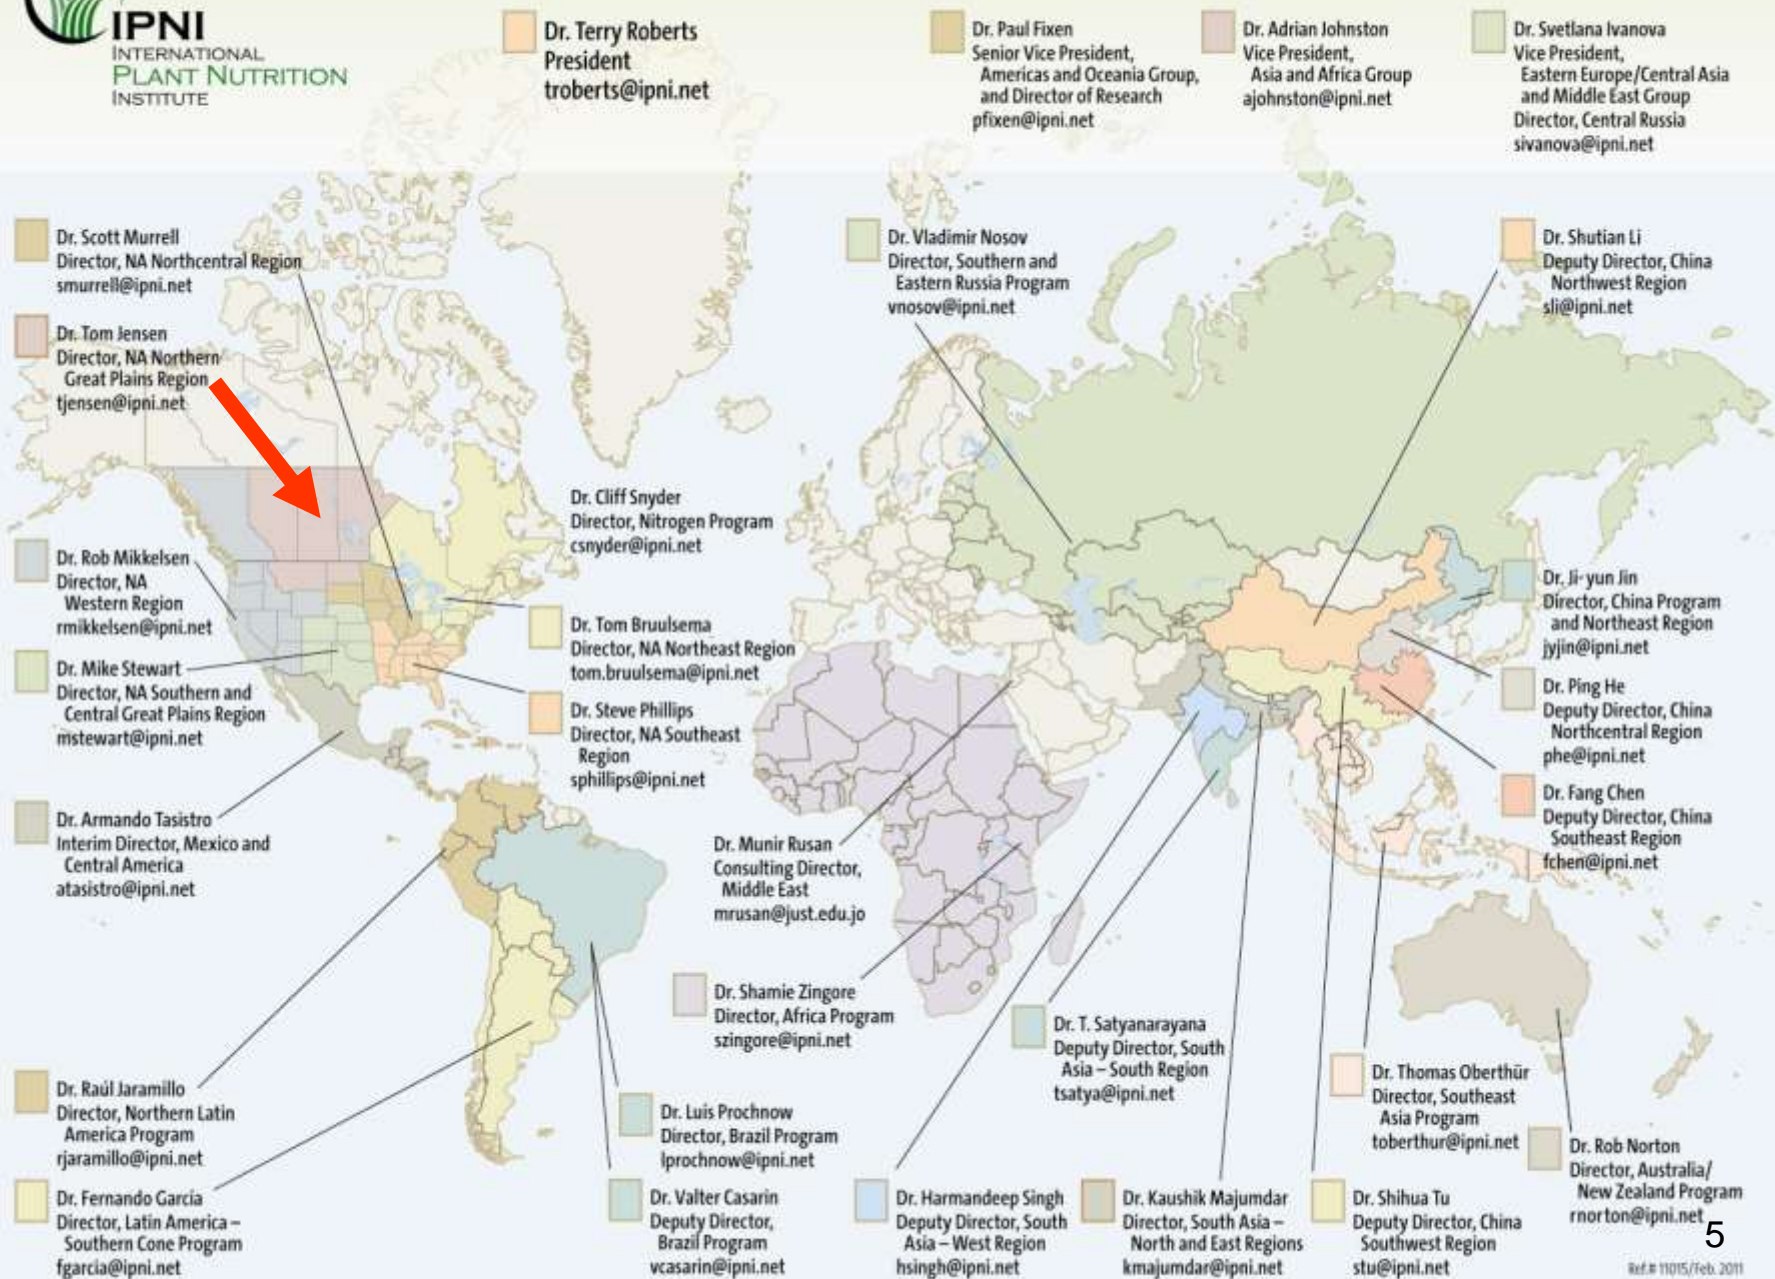 IPNI
INTERNATIONAL
PLANT NUTRITION
INSTITUTE
Dr. Terry Roberts
President
troberts@ipni.net
Dr. Paul Fixen
Senior Vice President,
Americas and Oceania Group,
and Director of Research
pfixen@ipni.net
Dr. Adrian Johnston
Vice President,
Asia and Africa Group
ajohnston@ipni.net
Dr. Svetlana Ivanova
Vice President,
Eastern Europe/Central Asia
and Middle East Group
Director, Central Russia
sivanova@ipni.net
Dr. Scott Murrell
Director, NA Northcentral Region
smurrell@ipni.net
Dr. Vladimir Nosov
Director, Southern and
Eastern Russia Program
vnosov@ipni.net
Dr. Shutian Li
Deputy Director, China
Northwest Region
sli@ipni.net
Dr. Tom Jensen
Director, NA Northern
Great Plains Region
tjensen@ipni.net
Dr. Cliff Snyder
Director, Nitrogen Program
csnyder@ipni.net
Dr. Rob Mikkelsen
Director, NA
Western Region
rmikkelsen@ipni.net
Dr. Ji-yun Jin
Director, China Program
and Northeast Region
jyjin@ipni.net
Dr. Tom Bruulsema
Director, NA Northeast Region
tom.bruulsema@ipni.net
Dr. Mike Stewart
Director, NA Southern and
Central Great Plains Region
mstewart@ipni.net
Dr. Ping He
Deputy Director, China
Northcentral Region
phe@ipni.net
Dr. Steve Phillips
Director, NA Southeast
Region
sphillips@ipni.net
Dr. Fang Chen
Deputy Director, China
Southeast Region
fchen@ipni.net
Dr. Armando Tasistro
Interim Director, Mexico and
Central America
atasistro@ipni.net
Dr. Munir Rusan
Consulting Director,
Middle East
mrusan@just.edu.jo
Dr. Shamie Zingore
Director, Africa Program
szingore@ipni.net
Dr. T. Satyanarayana
Deputy Director, South
Asia – South Region
tsatya@ipni.net
Dr. Thomas Oberthür
Director, Southeast
Asia Program
toberthur@ipni.net
Dr. Raúl Jaramillo
Director, Northern Latin
America Program
rjaramillo@ipni.net
Dr. Luis Prochnow
Director, Brazil Program
lprochnow@ipni.net
Dr. Rob Norton
Director, Australia/
New Zealand Program
rnorton@ipni.net
Dr. Fernando García
Director, Latin America –
Southern Cone Program
fgarcia@ipni.net
Dr. Valter Casarin
Deputy Director,
Brazil Program
vcasarin@ipni.net
Dr. Harmandeep Singh
Deputy Director, South
Asia – West Region
hsingh@ipni.net
Dr. Kaushik Majumdar
Director, South Asia –
North and East Regions
kmajumdar@ipni.net
Dr. Shihua Tu
Deputy Director, China
Southwest Region
stu@ipni.net
5
Ref.# 11015/Feb. 2011